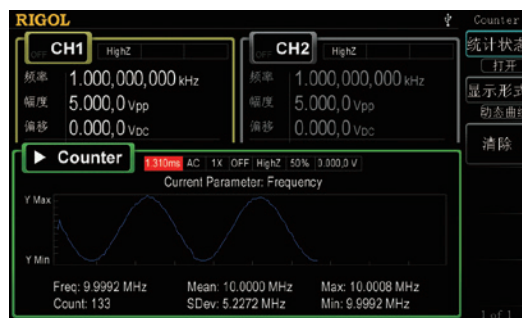 RIGOL
Counter
OFF CH1 HighZ
频率 1.000,000,000 kHz
幅度 5.000,0 Vpp
偏移 0.000,0 VDC
OFF CH2 HighZ
频率 1.000,000,000 kHz
幅度 5.000,0 Vpp
偏移 0.000,0 VDC
统计状态
打开
显示形式
动态曲线
清除
1 of 1
Counter 1.310ms AC 1X OFF HighZ 50% 0.000,0 V
Current Parameter: Frequency
Y Max
Y Min
Freq: 9.9992 MHz Mean: 10.0000 MHz Max: 10.0008 MHz
Count: 133 SDev: 5.2272 MHz Min: 9.9992 MHz